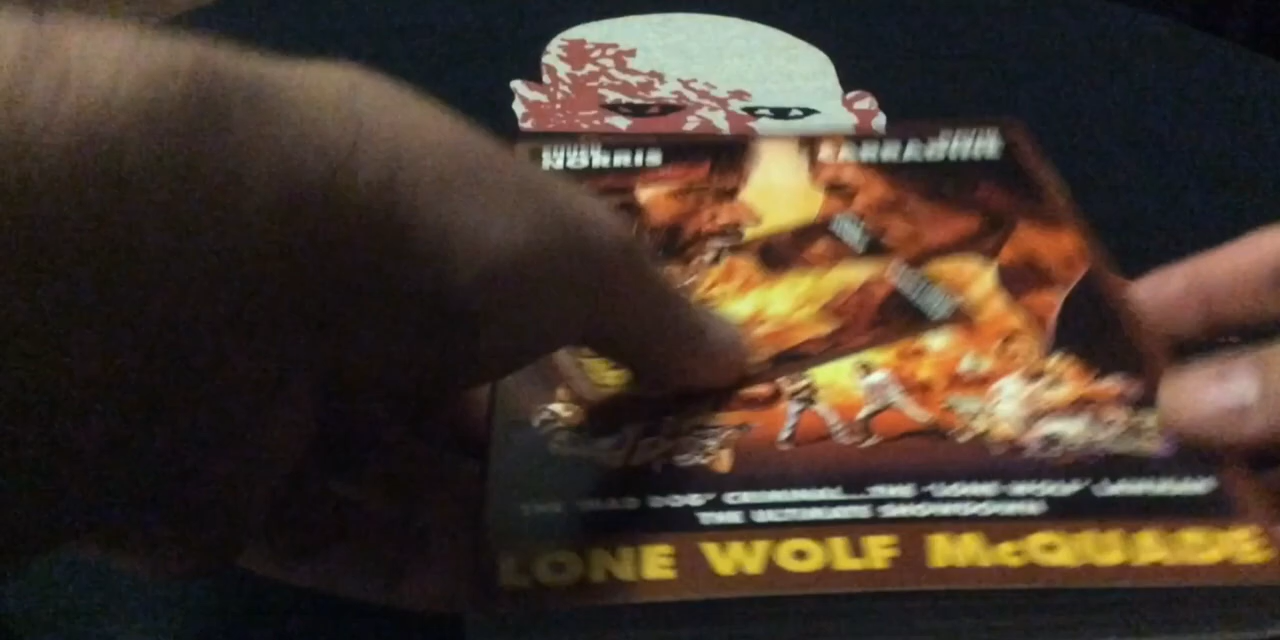 NORRIS
CARRADINE
THE "MAD DOG" CRIMINAL...THE "LONE WOLF" LAWMAN
THE ULTIMATE SHOWDOWN!
LONE WOLF McQUADE